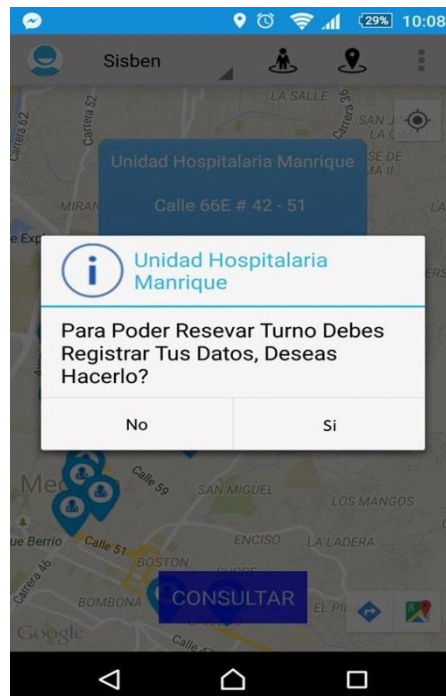 29% 10:08
Sisben
Carrera 52
Carrera 62
LA SALLE
Unidad Hospitalaria Manrique
Calle 66E # 42 - 51
Unidad Hospitalaria
Manrique
Para Poder Resevar Turno Debes
Registrar Tus Datos, Deseas
Hacerlo?
No
Si
Calle 59
SAN MIGUEL
LOS MANGOS
ue Berrio
Calle 51
ENCISO
LA LADERA
BOSTON
Carrera 46
BOMBONA
CONSULTAR
Google